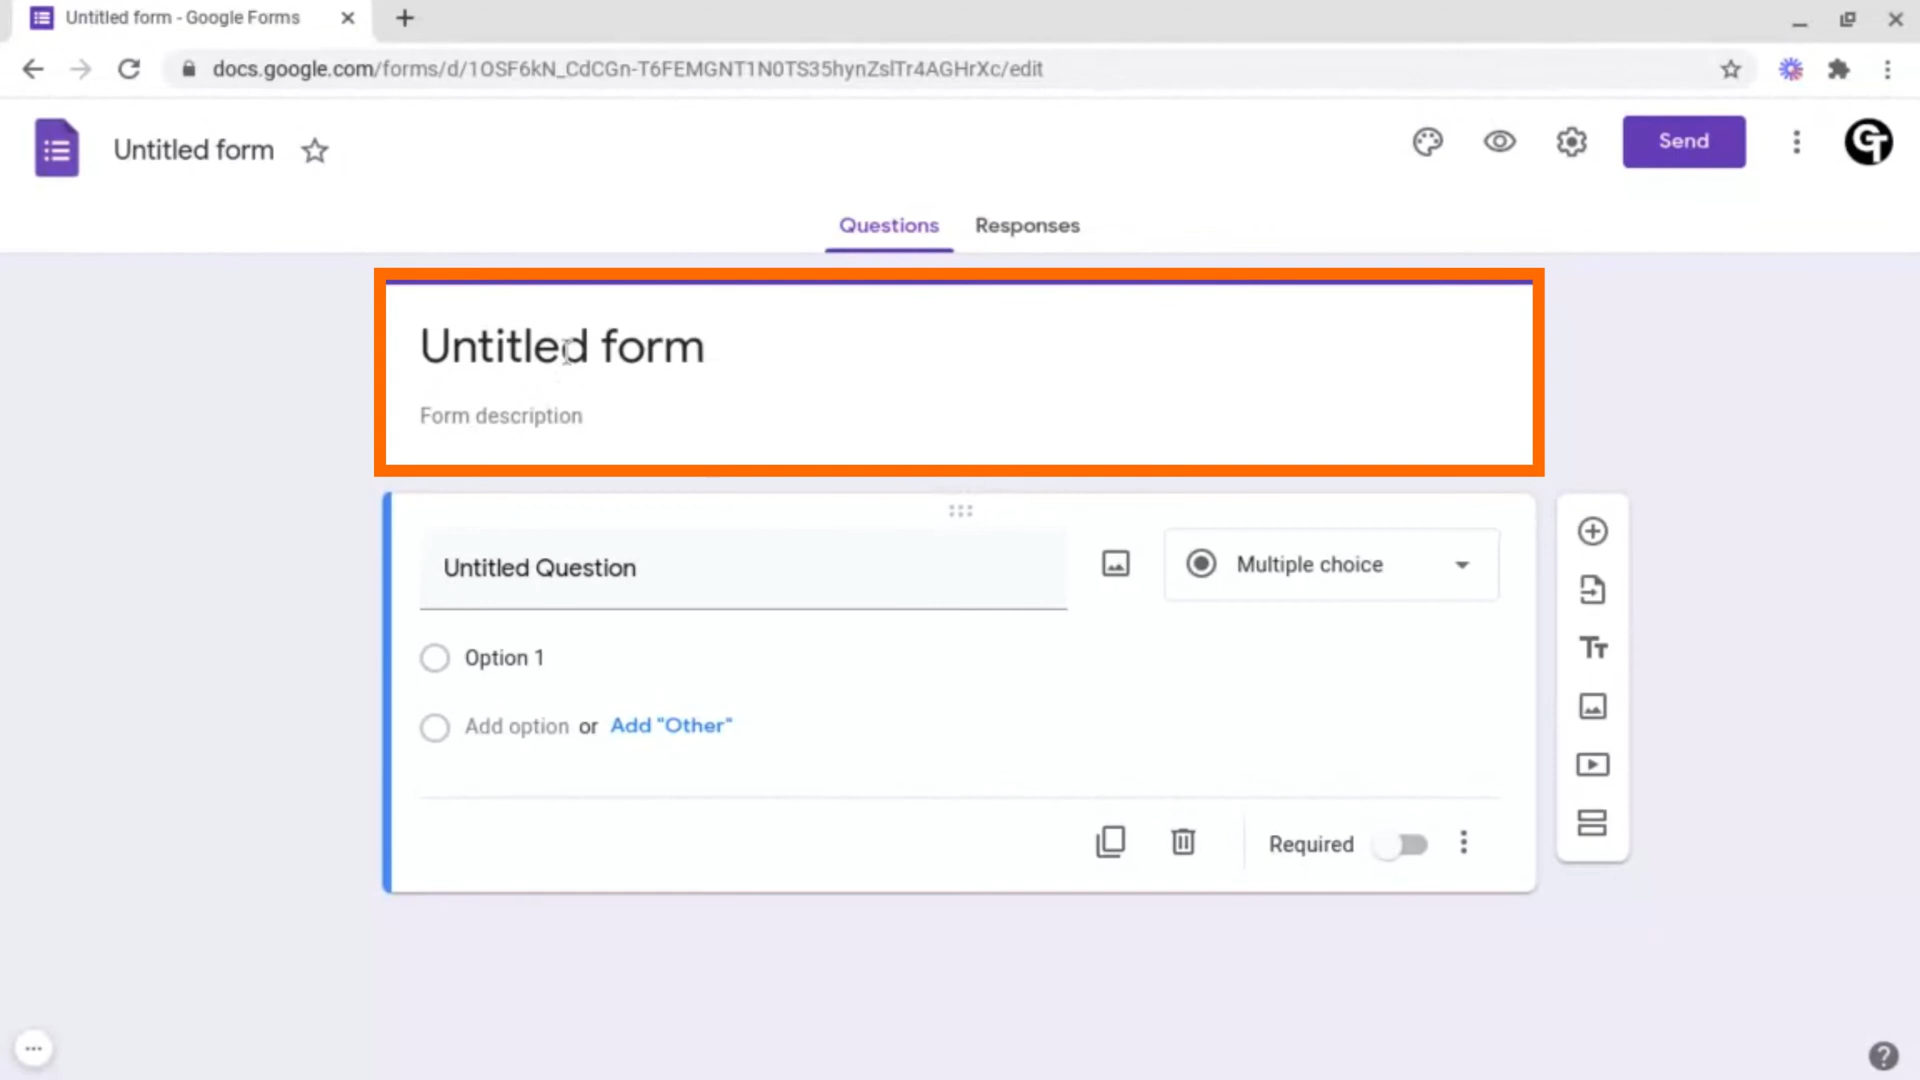 Untitled form - Google Forms
docs.google.com/forms/d/1OSF6kN_CdCGn-T6FEMGNT1N0TS35hynZslTr4AGHrXc/edit
Untitled form
Send
Questions Responses
Untitled form
Form description
Untitled Question
Multiple choice
Option 1
Add option or Add "Other"
Required